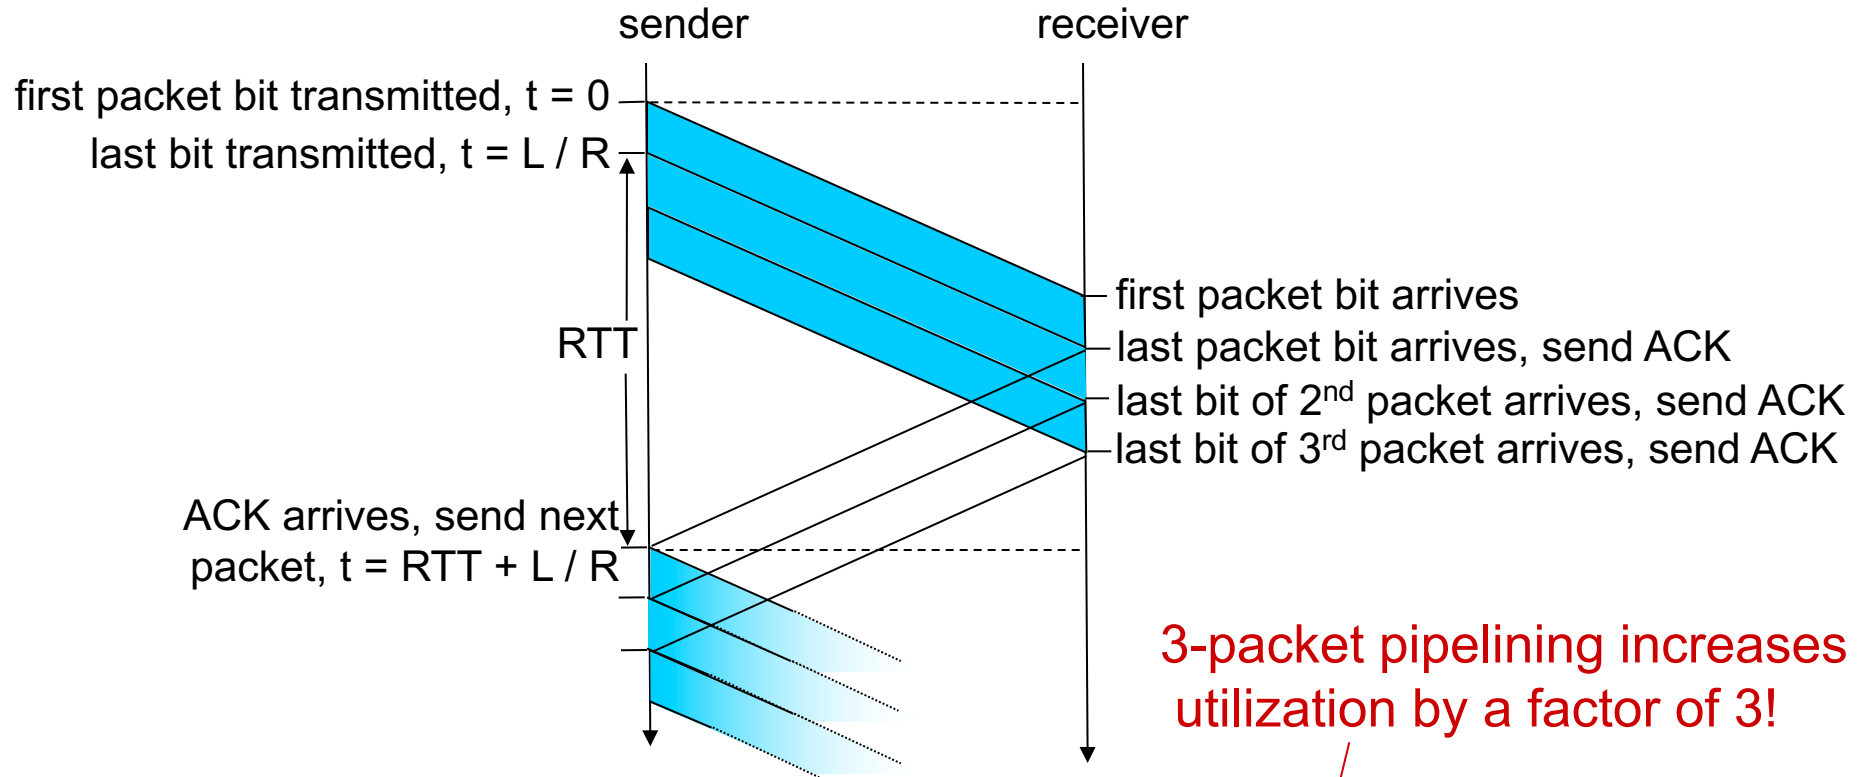 sender
receiver
first packet bit transmitted, t = 0
last bit transmitted, t = L / R
first packet bit arrives
RTT
last packet bit arrives, send ACK
last bit of 2nd packet arrives, send ACK
last bit of 3rd packet arrives, send ACK
ACK arrives, send next
packet, t = RTT + L / R
3-packet pipelining increases
utilization by a factor of 3!